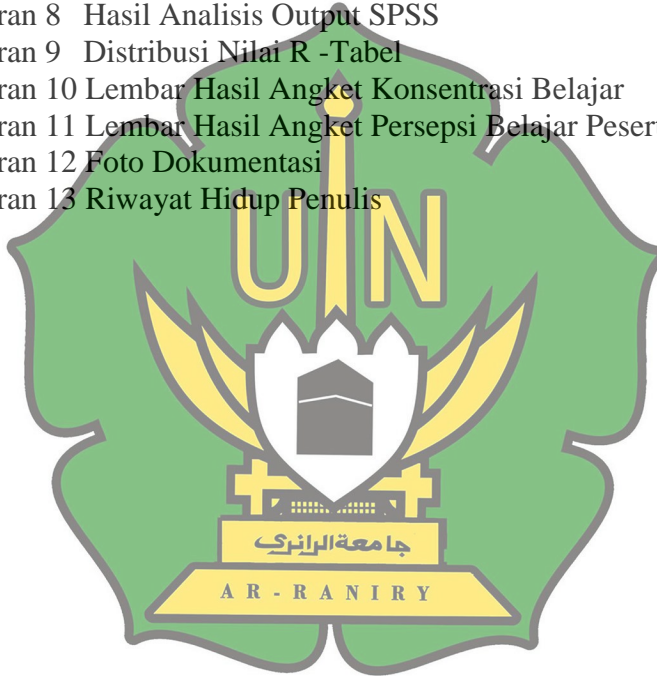 ran 8 Hasil Analisis Output SPSS
ran 9 Distribusi Nilai R -Tabel
ran 10 Lembar Hasil Angket Konsentrasi Belajar
ran 11 Lembar Hasil Angket Persepsi Belajar Peser
ran 12 Foto Dokumentasi
ran 13 Riwayat Hidup Penulis
UIN
جامعة الرانري
AR-RANIRY